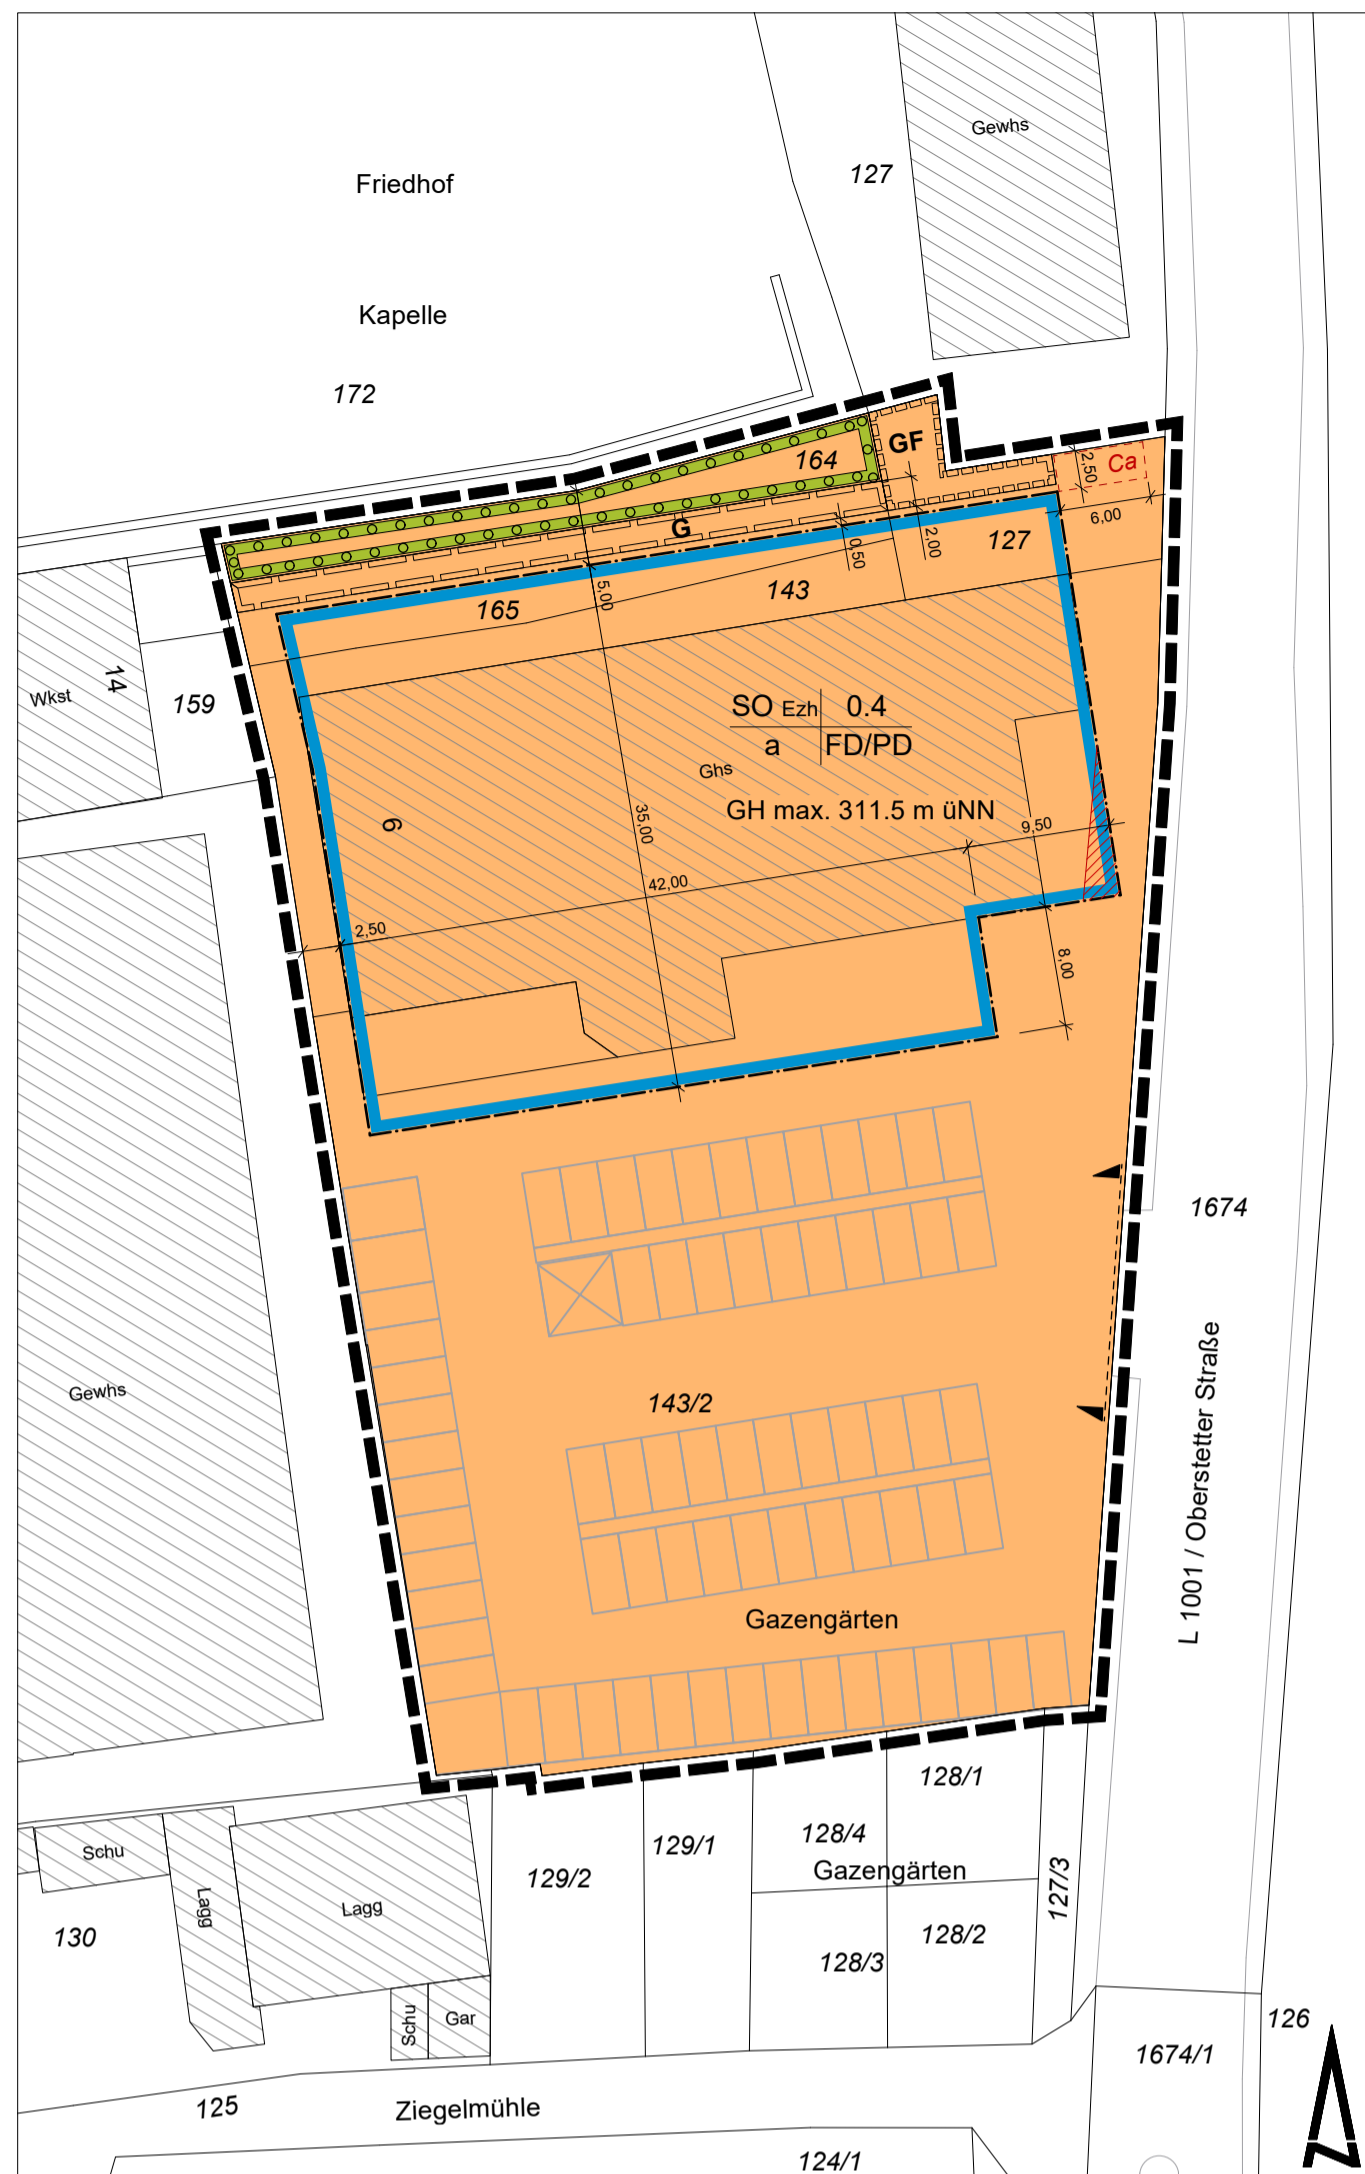 Gewhs
127
Friedhof
Kapelle
172
GF
164
Ca
2,50
6,00
G
127
2,00
0,50
143
5,00
165
14
Wkst
159
SO Ezh 0.4
a FD/PD
Ghs
GH max. 311.5 m üNN
9
35,00
9,50
42,00
2,50
8,00
1674
L 1001 / Oberstetter Straße
Gewhs
143/2
Gazengärten
128/1
128/4
129/1
Gazengärten
129/2
127/3
Schu
Lagg
Lagg
130
128/2
128/3
Schu
Gar
126
1674/1
125
Ziegelmühle
124/1
N